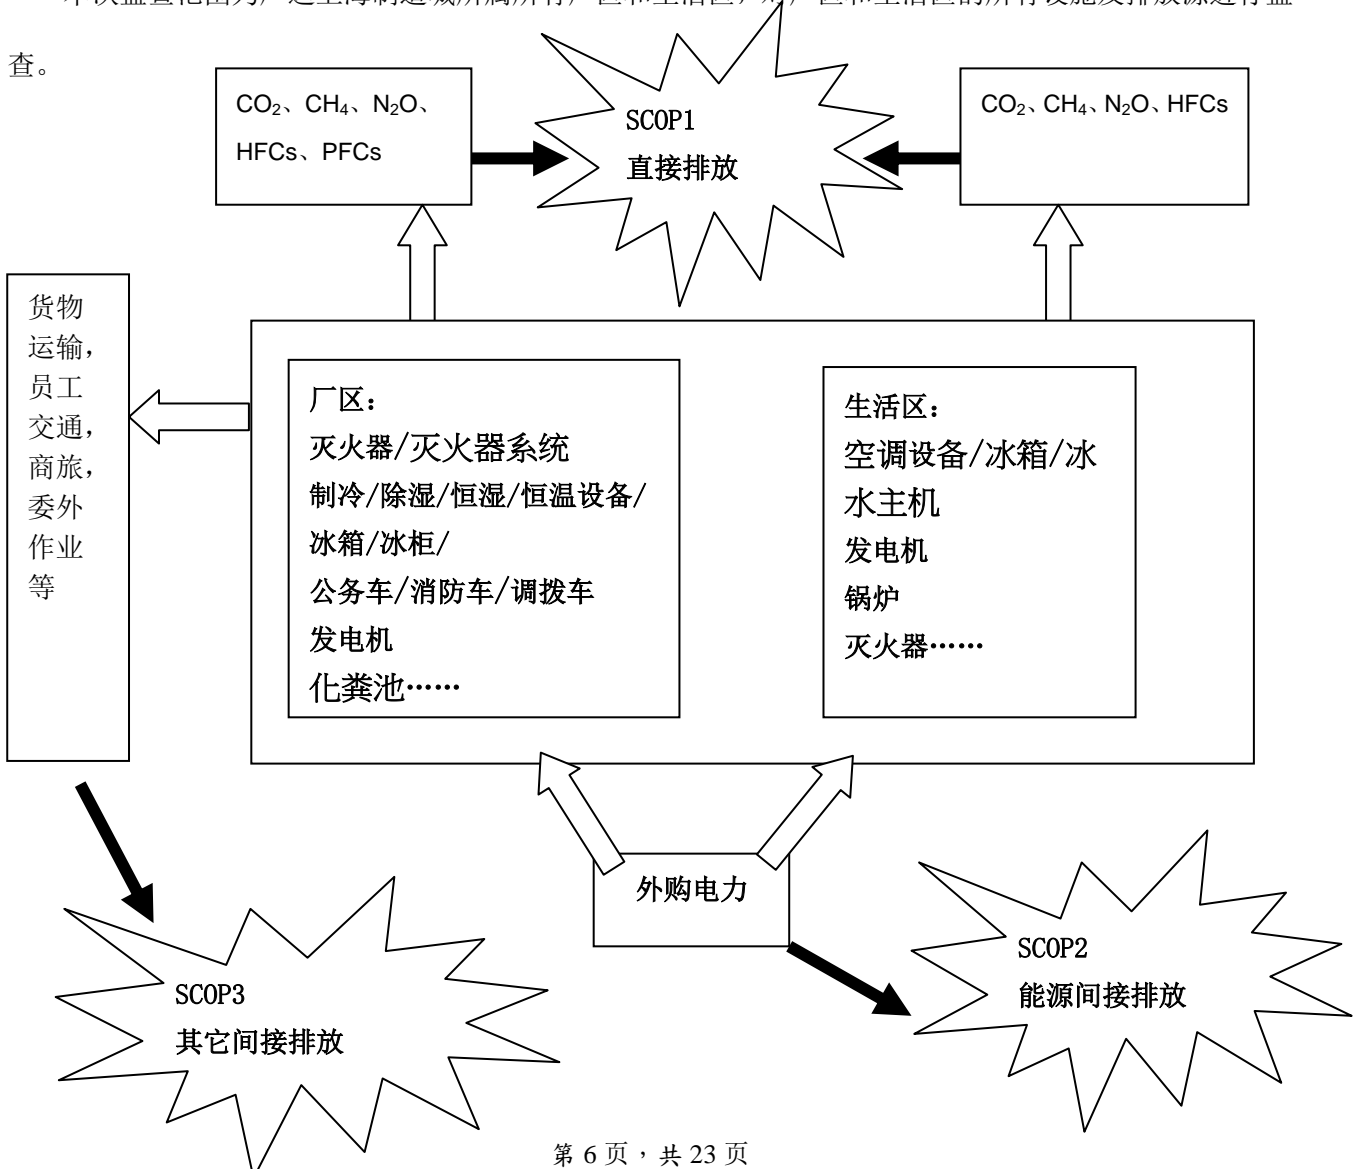 查。
CO₂、CH₄、N₂O、
HFCs、PFCs
SCOP1
直接排放
CO₂、CH₄、N₂O、HFCs
货物
运输，
员工
交通，
商旅，
委外
作业
等
厂区：
灭火器/灭火器系统
制冷/除湿/恒湿/恒温设备/
冰箱/冰柜/
公务车/消防车/调拨车
发电机
化粪池……
生活区：
空调设备/冰箱/冰
水主机
发电机
锅炉
灭火器……
外购电力
SCOP2
能源间接排放
SCOP3
其它间接排放
第 6 页，共 23 页